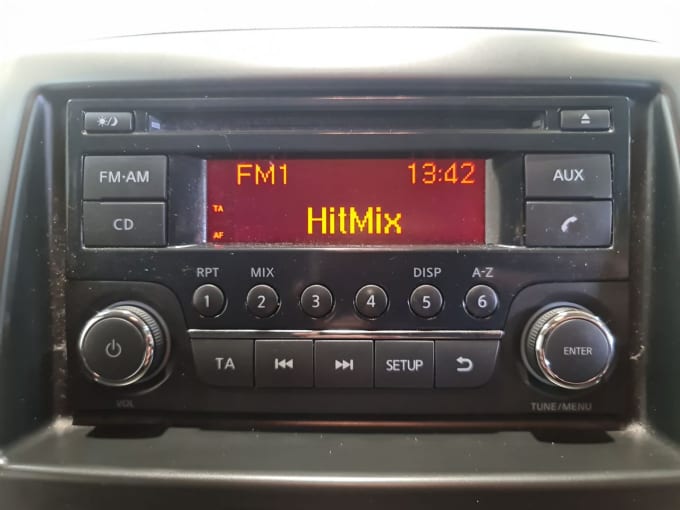 FM·AM
AUX
FM1 13:42
TA
HitMix
CD
AF
RPT MIX DISP A-Z
1 2 3 4 5 6
TA SETUP ENTER
VOL TUNE/MENU